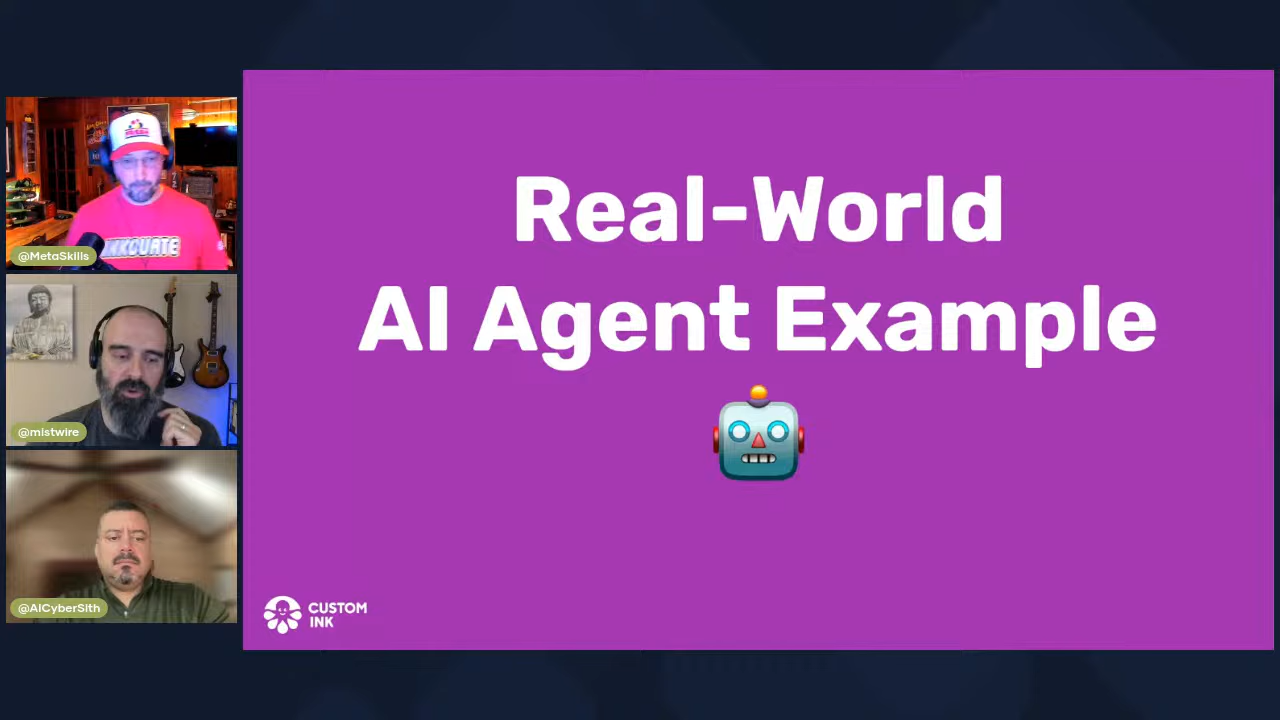 Real-World
AI Agent Example
CUSTOM
INK
@MetaSkills
@mistwire
@AICyberSith